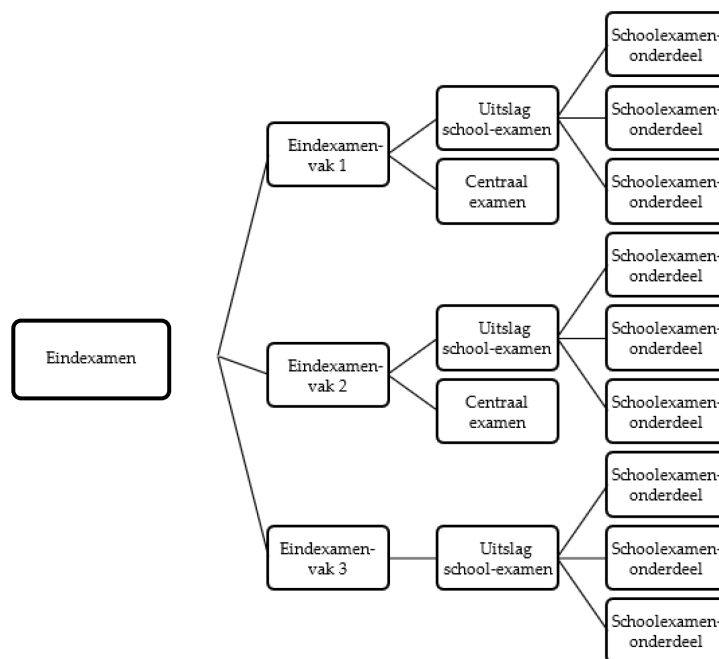 Eindexamen
Eindexamen-
vak 1
Uitslag
school-examen
Schoolexamen-
onderdeel
Schoolexamen-
onderdeel
Schoolexamen-
onderdeel
Centraal
examen
Eindexamen-
vak 2
Uitslag
school-examen
Schoolexamen-
onderdeel
Schoolexamen-
onderdeel
Schoolexamen-
onderdeel
Centraal
examen
Eindexamen-
vak 3
Uitslag
school-examen
Schoolexamen-
onderdeel
Schoolexamen-
onderdeel
Schoolexamen-
onderdeel